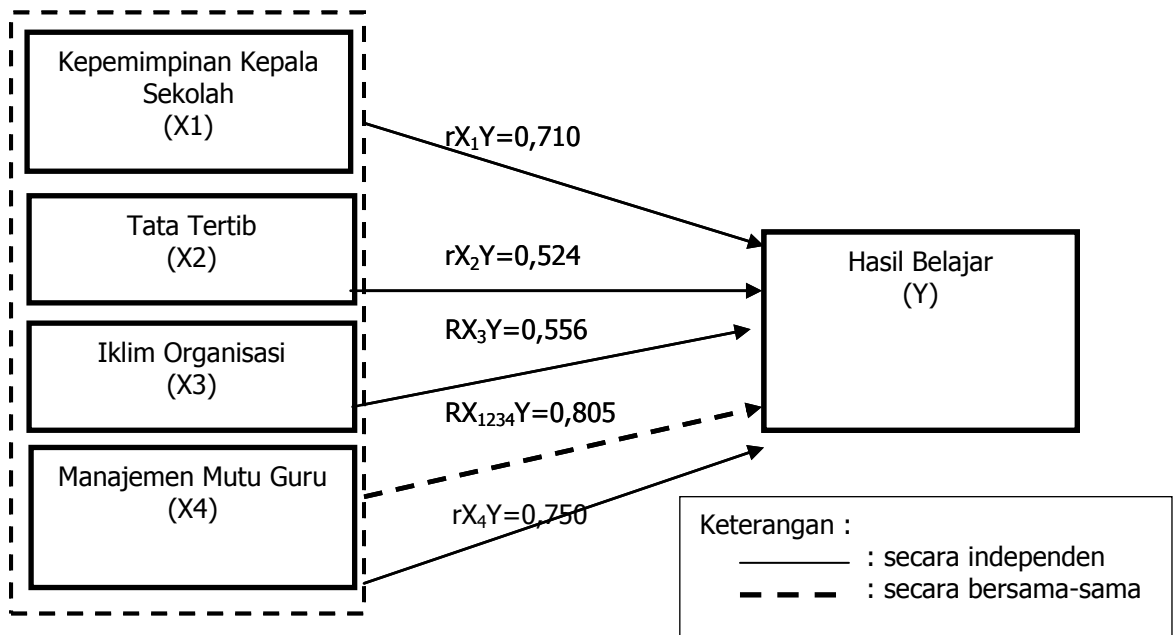 Kepemimpinan Kepala
Sekolah
(X1)
Tata Tertib
(X2)
Iklim Organisasi
(X3)
Manajemen Mutu Guru
(X4)
rX₁Y=0,710
rX₂Y=0,524
RX₃Y=0,556
RX₁₂₃₄Y=0,805
rX₄Y=0,750
Hasil Belajar
(Y)
Keterangan :
: secara independen
: secara bersama-sama